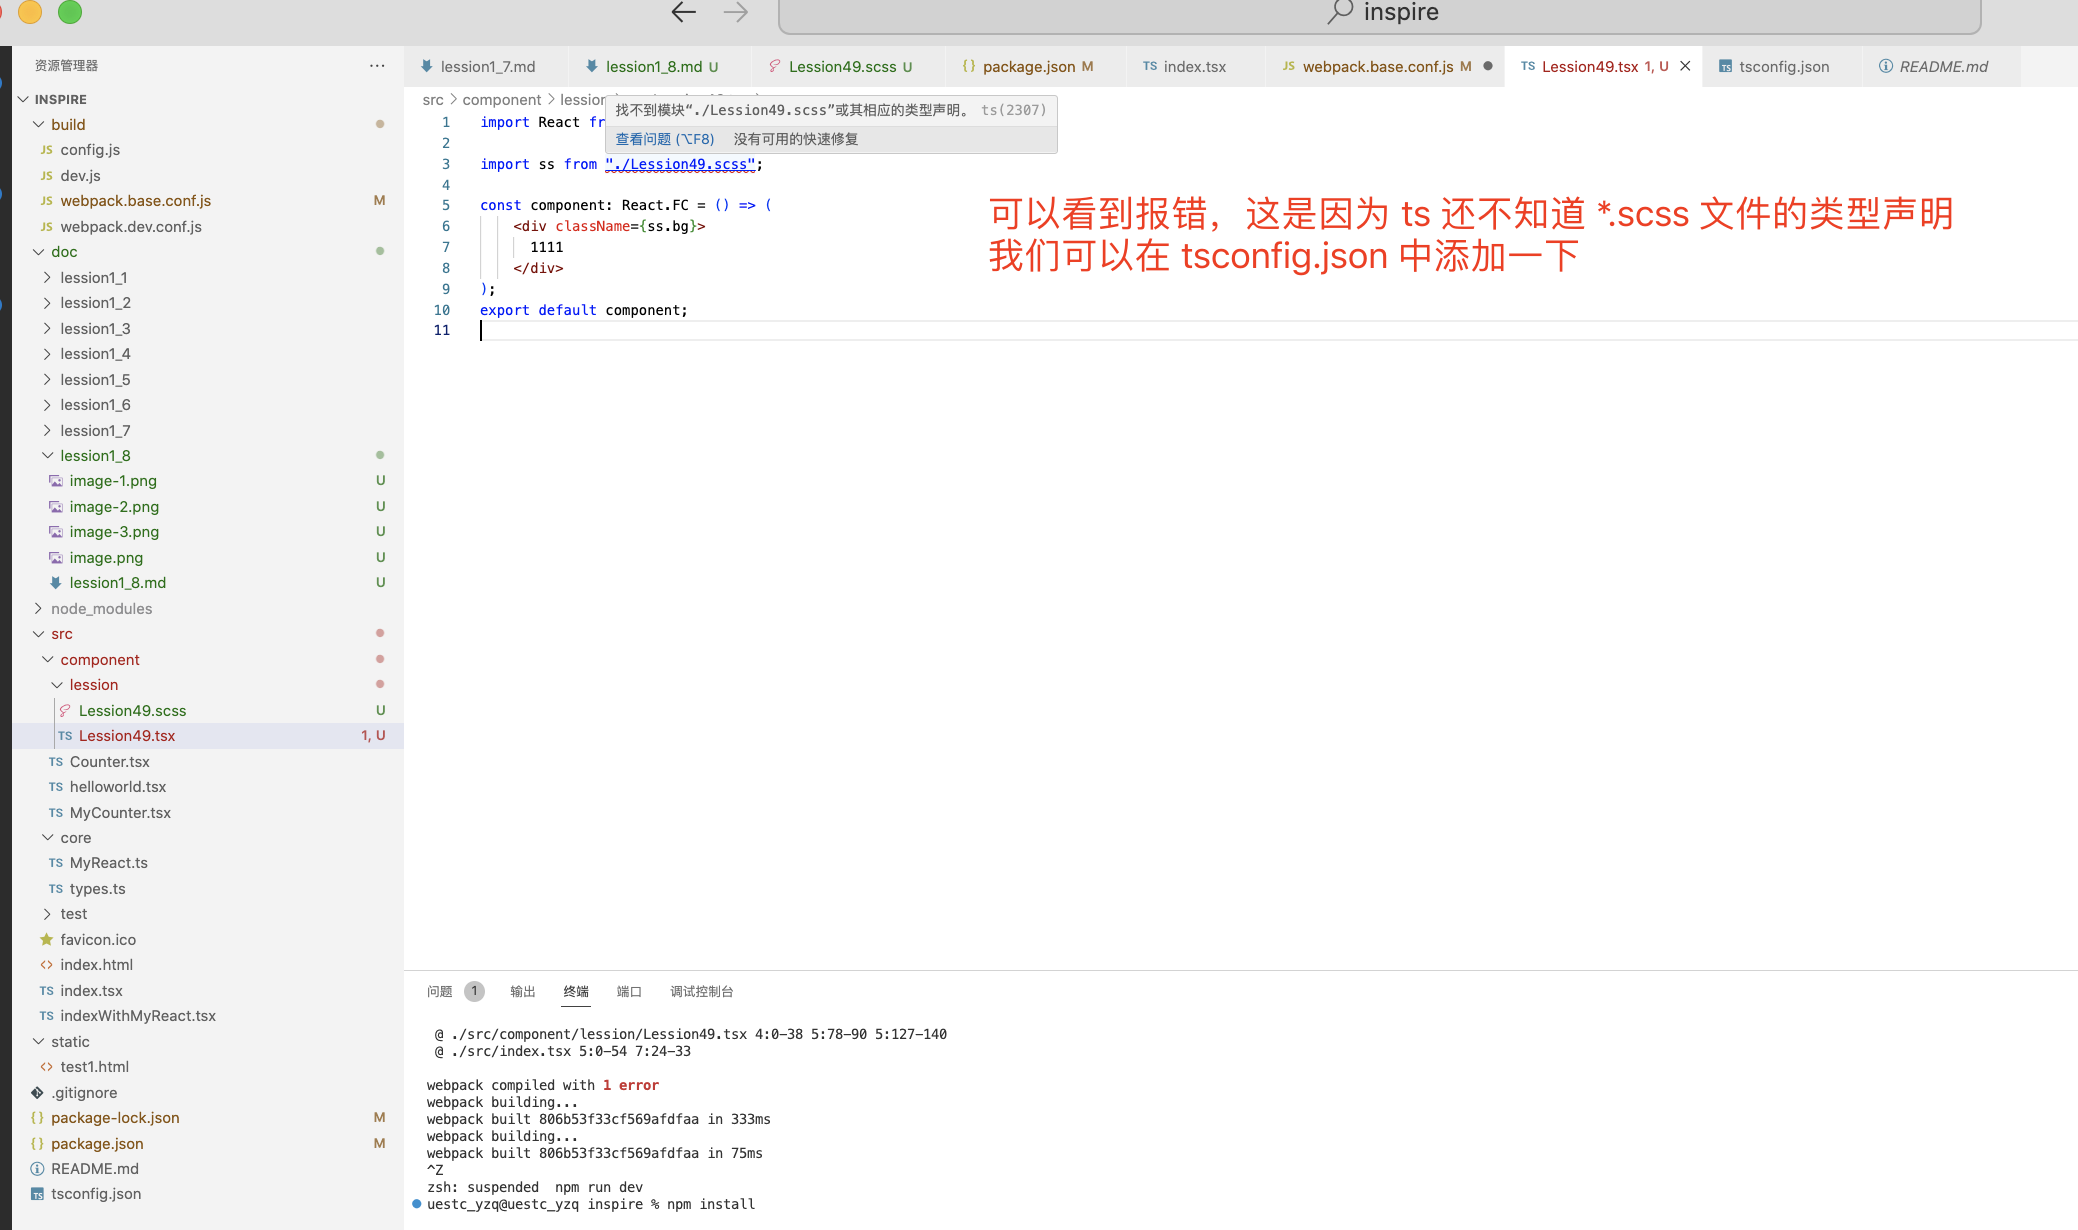 inspire
资源管理器
INSPIRE
build
config.js
dev.js
webpack.base.conf.js M
webpack.dev.conf.js
doc
lession1_1
lession1_2
lession1_3
lession1_4
lession1_5
lession1_6
lession1_7
lession1_8
image-1.png U
image-2.png U
image-3.png U
image.png U
lession1_8.md U
node_modules
src
component
lession
Lession49.scss U
Lession49.tsx 1, U
Counter.tsx
helloworld.tsx
MyCounter.tsx
core
MyReact.ts
types.ts
test
favicon.ico
index.html
index.tsx
indexWithMyReact.tsx
static
test1.html
.gitignore
package-lock.json M
package.json M
README.md
tsconfig.json
lession1_7.md lession1_8.md U Lession49.scss U package.json M index.tsx webpack.base.conf.js M Lession49.tsx 1, U tsconfig.json README.md
src > component > lession
找不到模块“./Lession49.scss”或其相应的类型声明。 ts(2307)
查看问题 (⌥F8) 没有可用的快速修复
1 import React fr
2
3 import ss from "./Lession49.scss";
4
5 const component: React.FC = () => (
6 <div className={ss.bg}>
7 1111
8 </div>
9 );
10 export default component;
11
可以看到报错，这是因为 ts 还不知道 *.scss 文件的类型声明
我们可以在 tsconfig.json 中添加一下
问题 1 输出 终端 端口 调试控制台
@ ./src/component/lession/Lession49.tsx 4:0-38 5:78-90 5:127-140
@ ./src/index.tsx 5:0-54 7:24-33
webpack compiled with 1 error
webpack building...
webpack built 806b53f33cf569afdfaa in 333ms
webpack building...
webpack built 806b53f33cf569afdfaa in 75ms
^Z
zsh: suspended npm run dev
uestc_yzq@uestc_yzq inspire % npm install